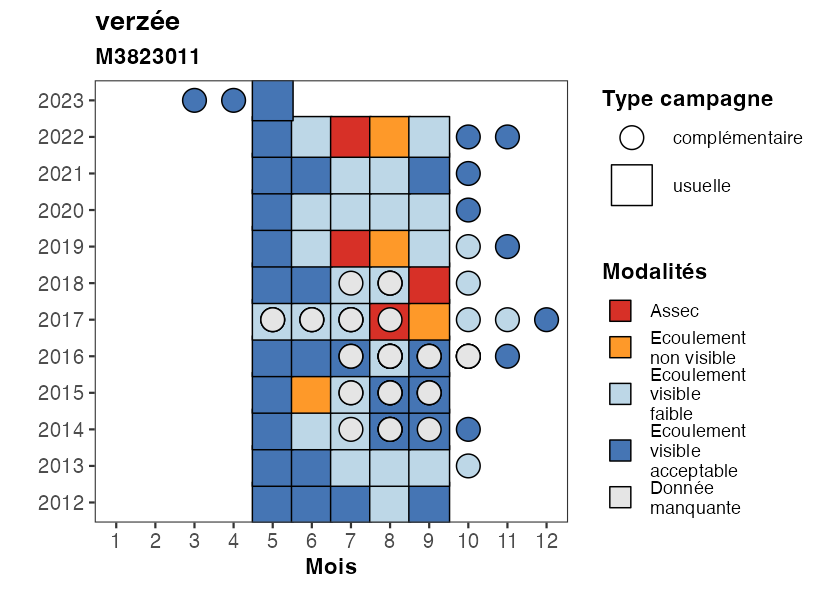 verzée
M3823011
2023
2022
2021
2020
2019
2018
2017
2016
2015
2014
2013
2012
1 2 3 4 5 6 7 8 9 10 11 12
Mois
Type campagne
complémentaire
usuelle
Modalités
Assec
Ecoulement
non visible
Ecoulement
visible
faible
Ecoulement
visible
acceptable
Donnée
manquante